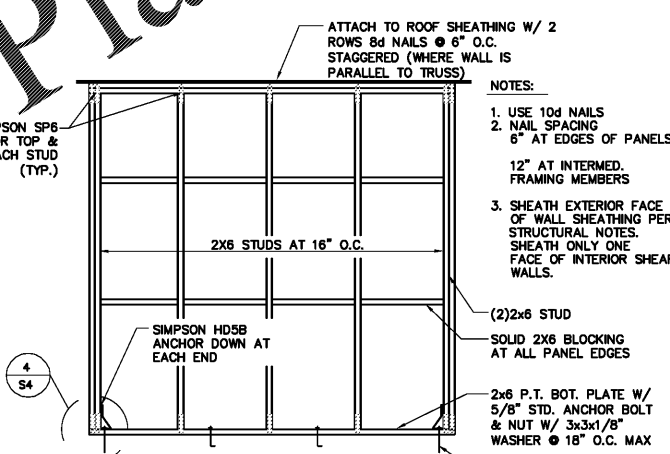 Pla
ATTACH TO ROOF SHEATHING W/ 2
ROWS 8d NAILS @ 6" O.C.
STAGGERED (WHERE WALL IS
PARALLEL TO TRUSS)
NOTES:
1. USE 10d NAILS
2. NAIL SPACING
6" AT EDGES OF PANELS
12" AT INTERMED.
FRAMING MEMBERS
3. SHEATH EXTERIOR FACE
OF WALL SHEATHING PER
STRUCTURAL NOTES.
SHEATH ONLY ONE
FACE OF INTERIOR SHEAR
WALLS.
PSON SP6
OR TOP &
ACH STUD
(TYP.)
2X6 STUDS AT 16" O.C.
(2)2x6 STUD
SIMPSON HD5B
ANCHOR DOWN AT
EACH END
SOLID 2X6 BLOCKING
AT ALL PANEL EDGES
4
S4
2x6 P.T. BOT. PLATE W/
5/8" STD. ANCHOR BOLT
& NUT W/ 3x3x1/8"
WASHER @ 18" O.C. MAX